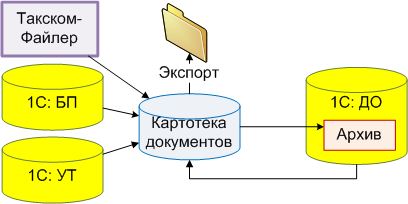 Такском-
Файлер
Экспорт
1С: БП
1С: ДО
Картотека
документов
Архив
1С: УТ